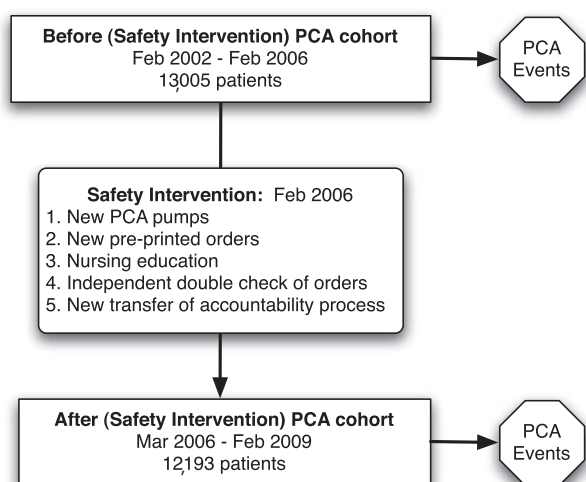 Before (Safety Intervention) PCA cohort
Feb 2002 - Feb 2006
13,005 patients
PCA
Events
Safety Intervention: Feb 2006
1. New PCA pumps
2. New pre-printed orders
3. Nursing education
4. Independent double check of orders
5. New transfer of accountability process
After (Safety Intervention) PCA cohort
Mar 2006 - Feb 2009
12,193 patients
PCA
Events